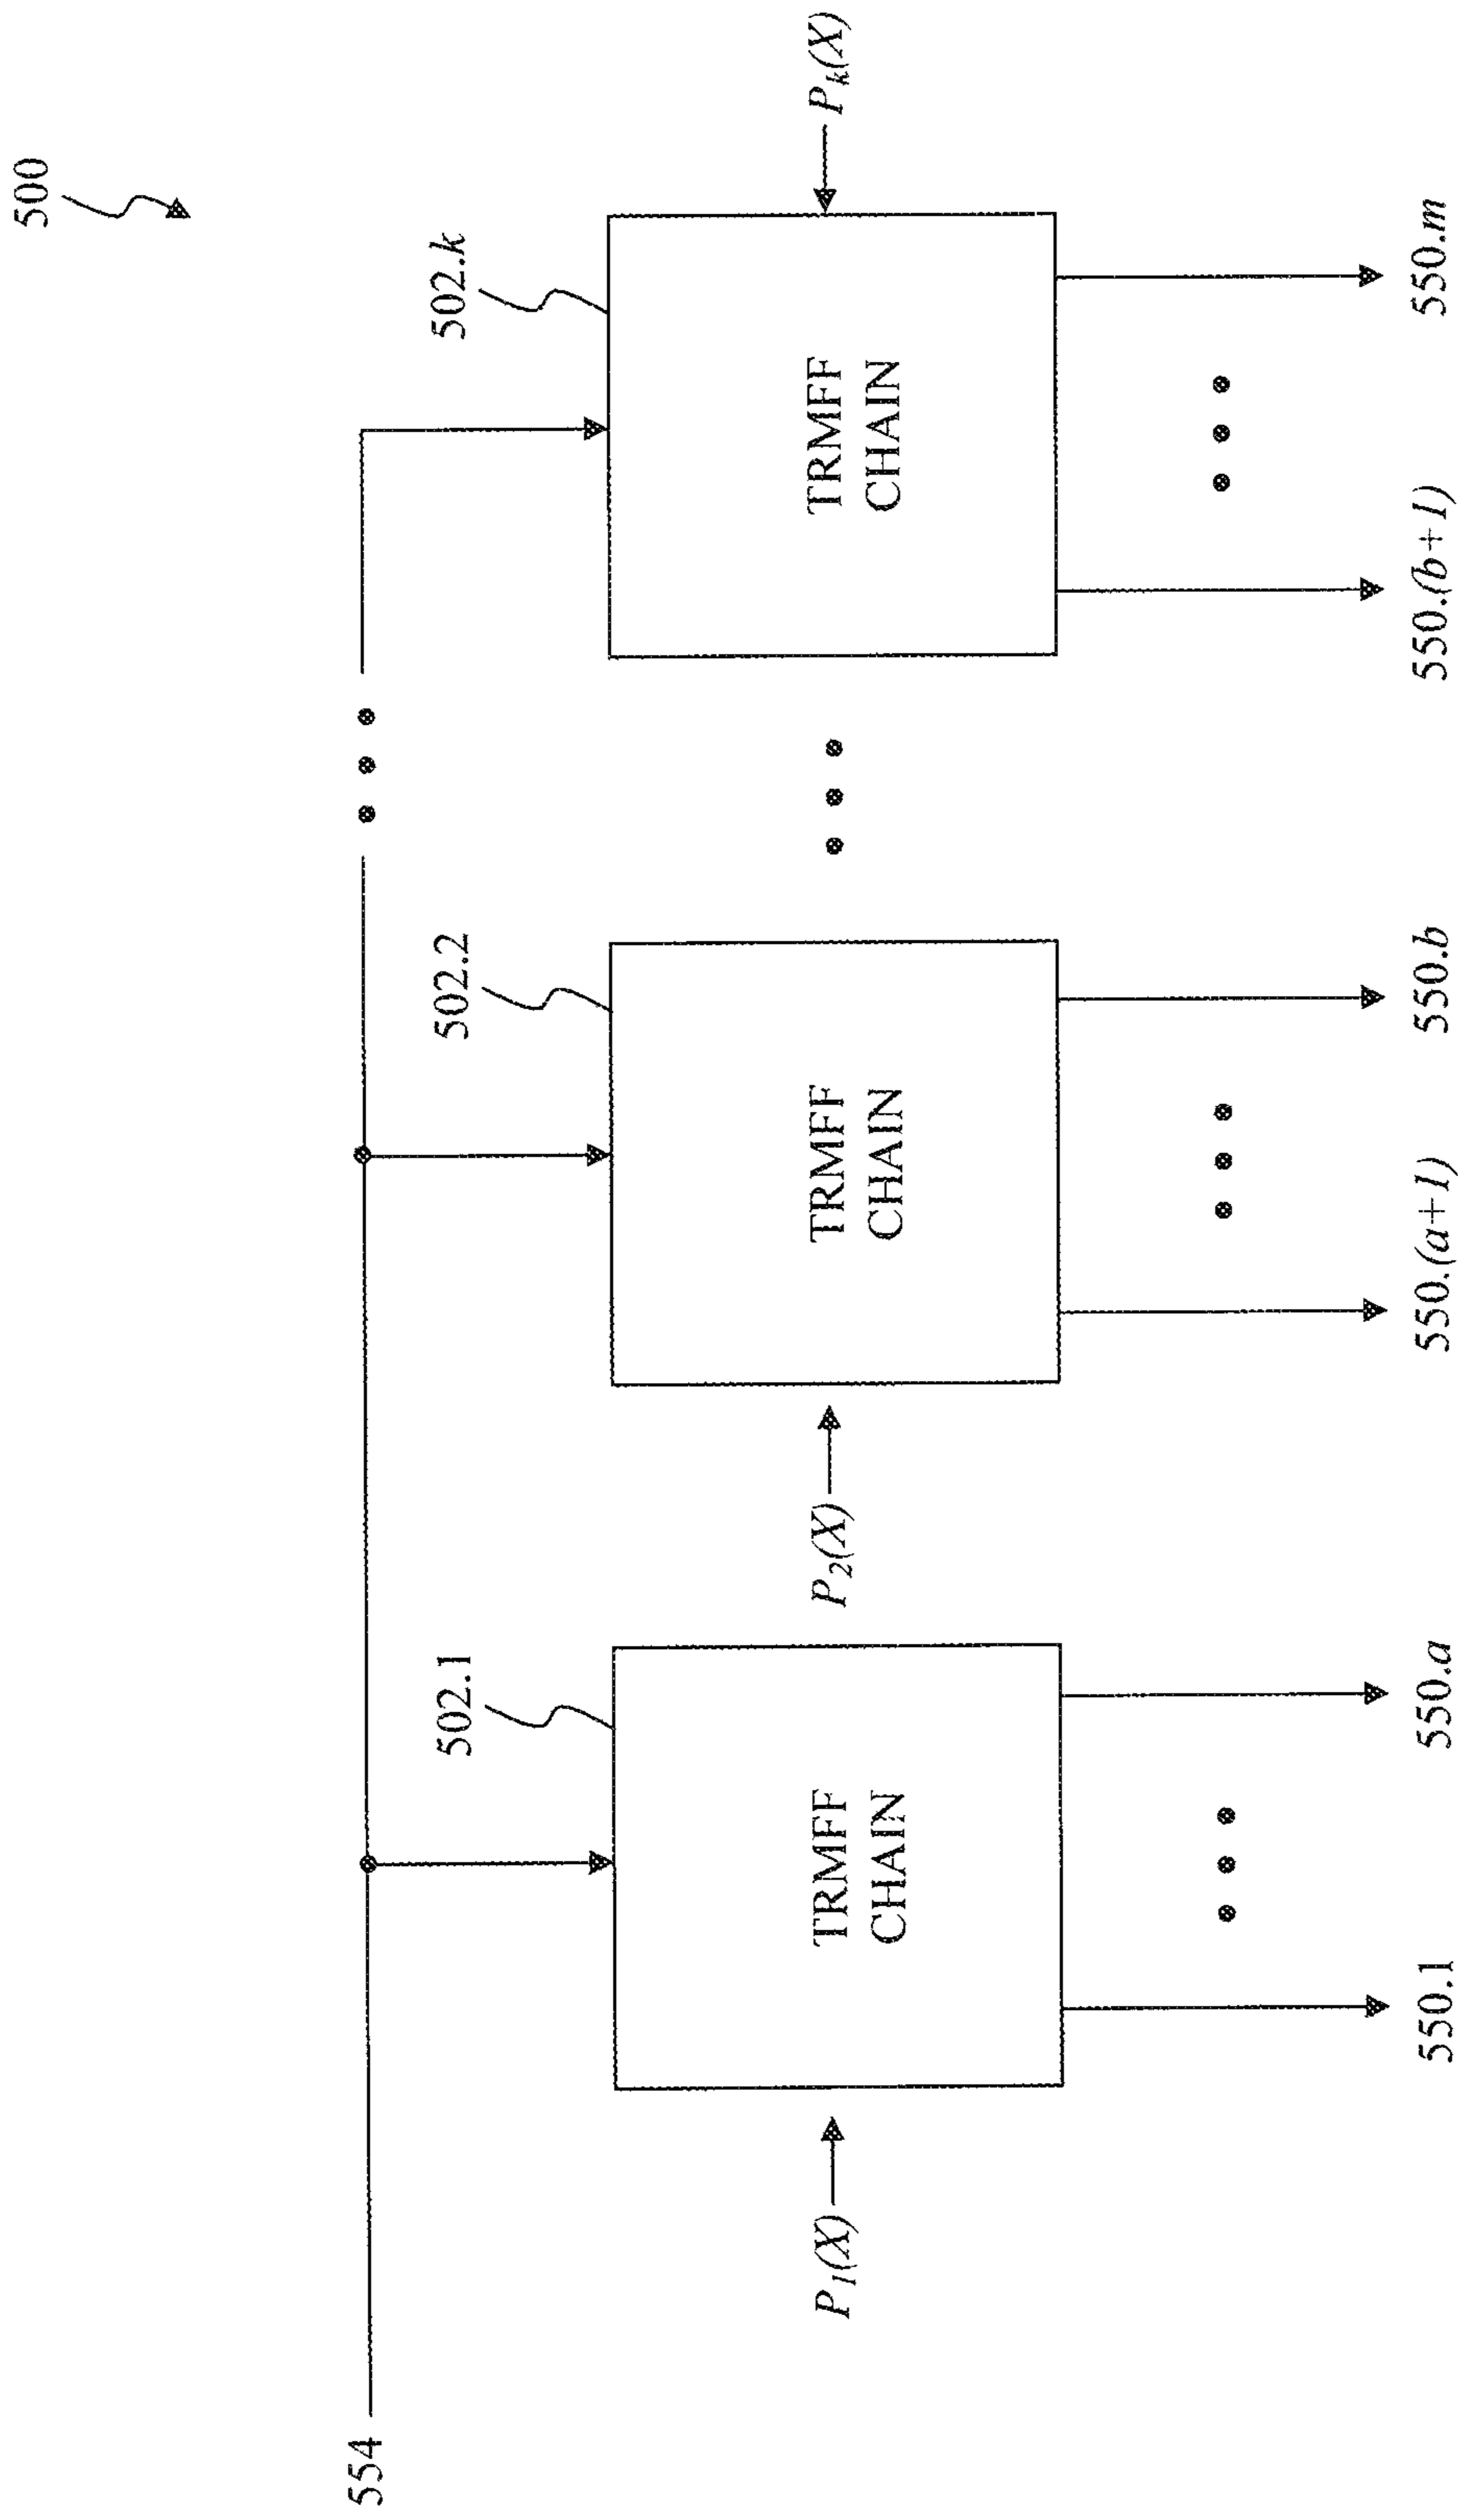 500
554
502.1
502.2
502.k
P1(X)
TRMFF
CHAIN
P2(X)
TRMFF
CHAIN
TRMFF
CHAIN
Pk(X)
550.1
550.a
550.(a+1)
550.b
550.(b+1)
550.m